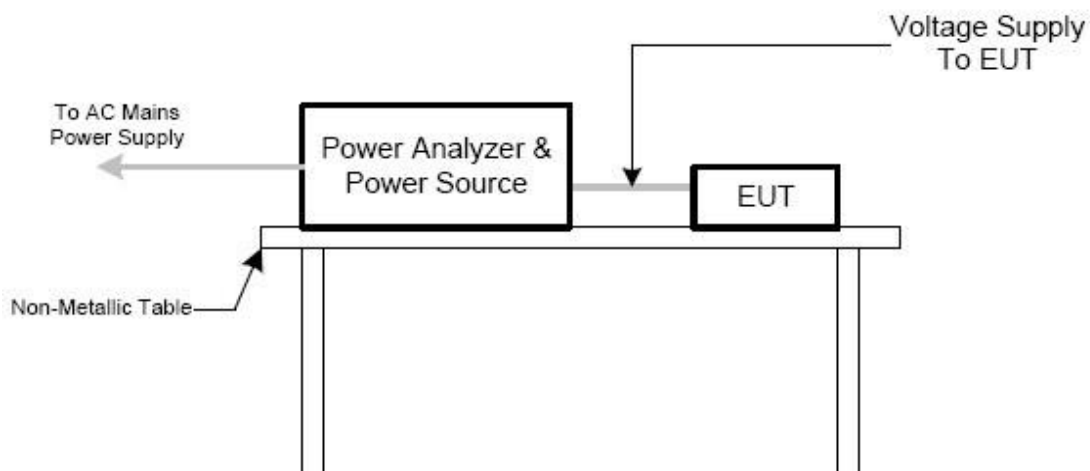 Voltage Supply
To EUT
To AC Mains
Power Supply
Power Analyzer &
Power Source
EUT
Non-Metallic Table